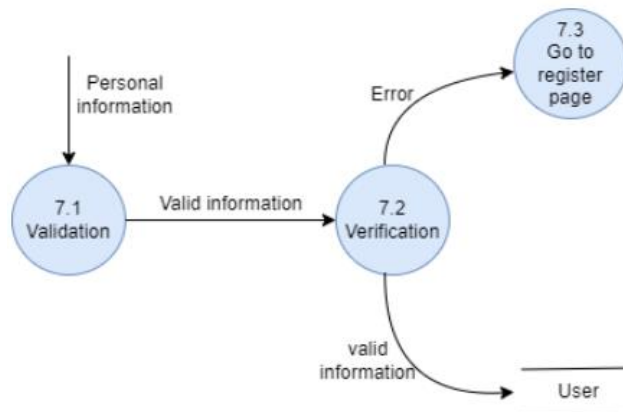 7.3
Go to
register
page
Personal
information
Error
7.1
Validation
Valid information
7.2
Verification
valid
information
User